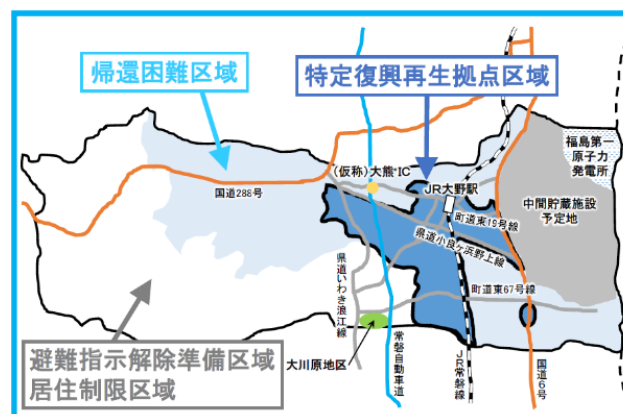 帰還困難区域
特定復興再生拠点区域
福島第一
原子力
発電所
(仮称)大熊IC
JR大野駅
国道288号
中間貯蔵施設
予定地
町道東19号線
県道小良ヶ浜野上線
県道いわき浪江線
町道東67号線
避難指示解除準備区域
居住制限区域
大川原地区
常磐自動車道
JR常磐線
国道6号